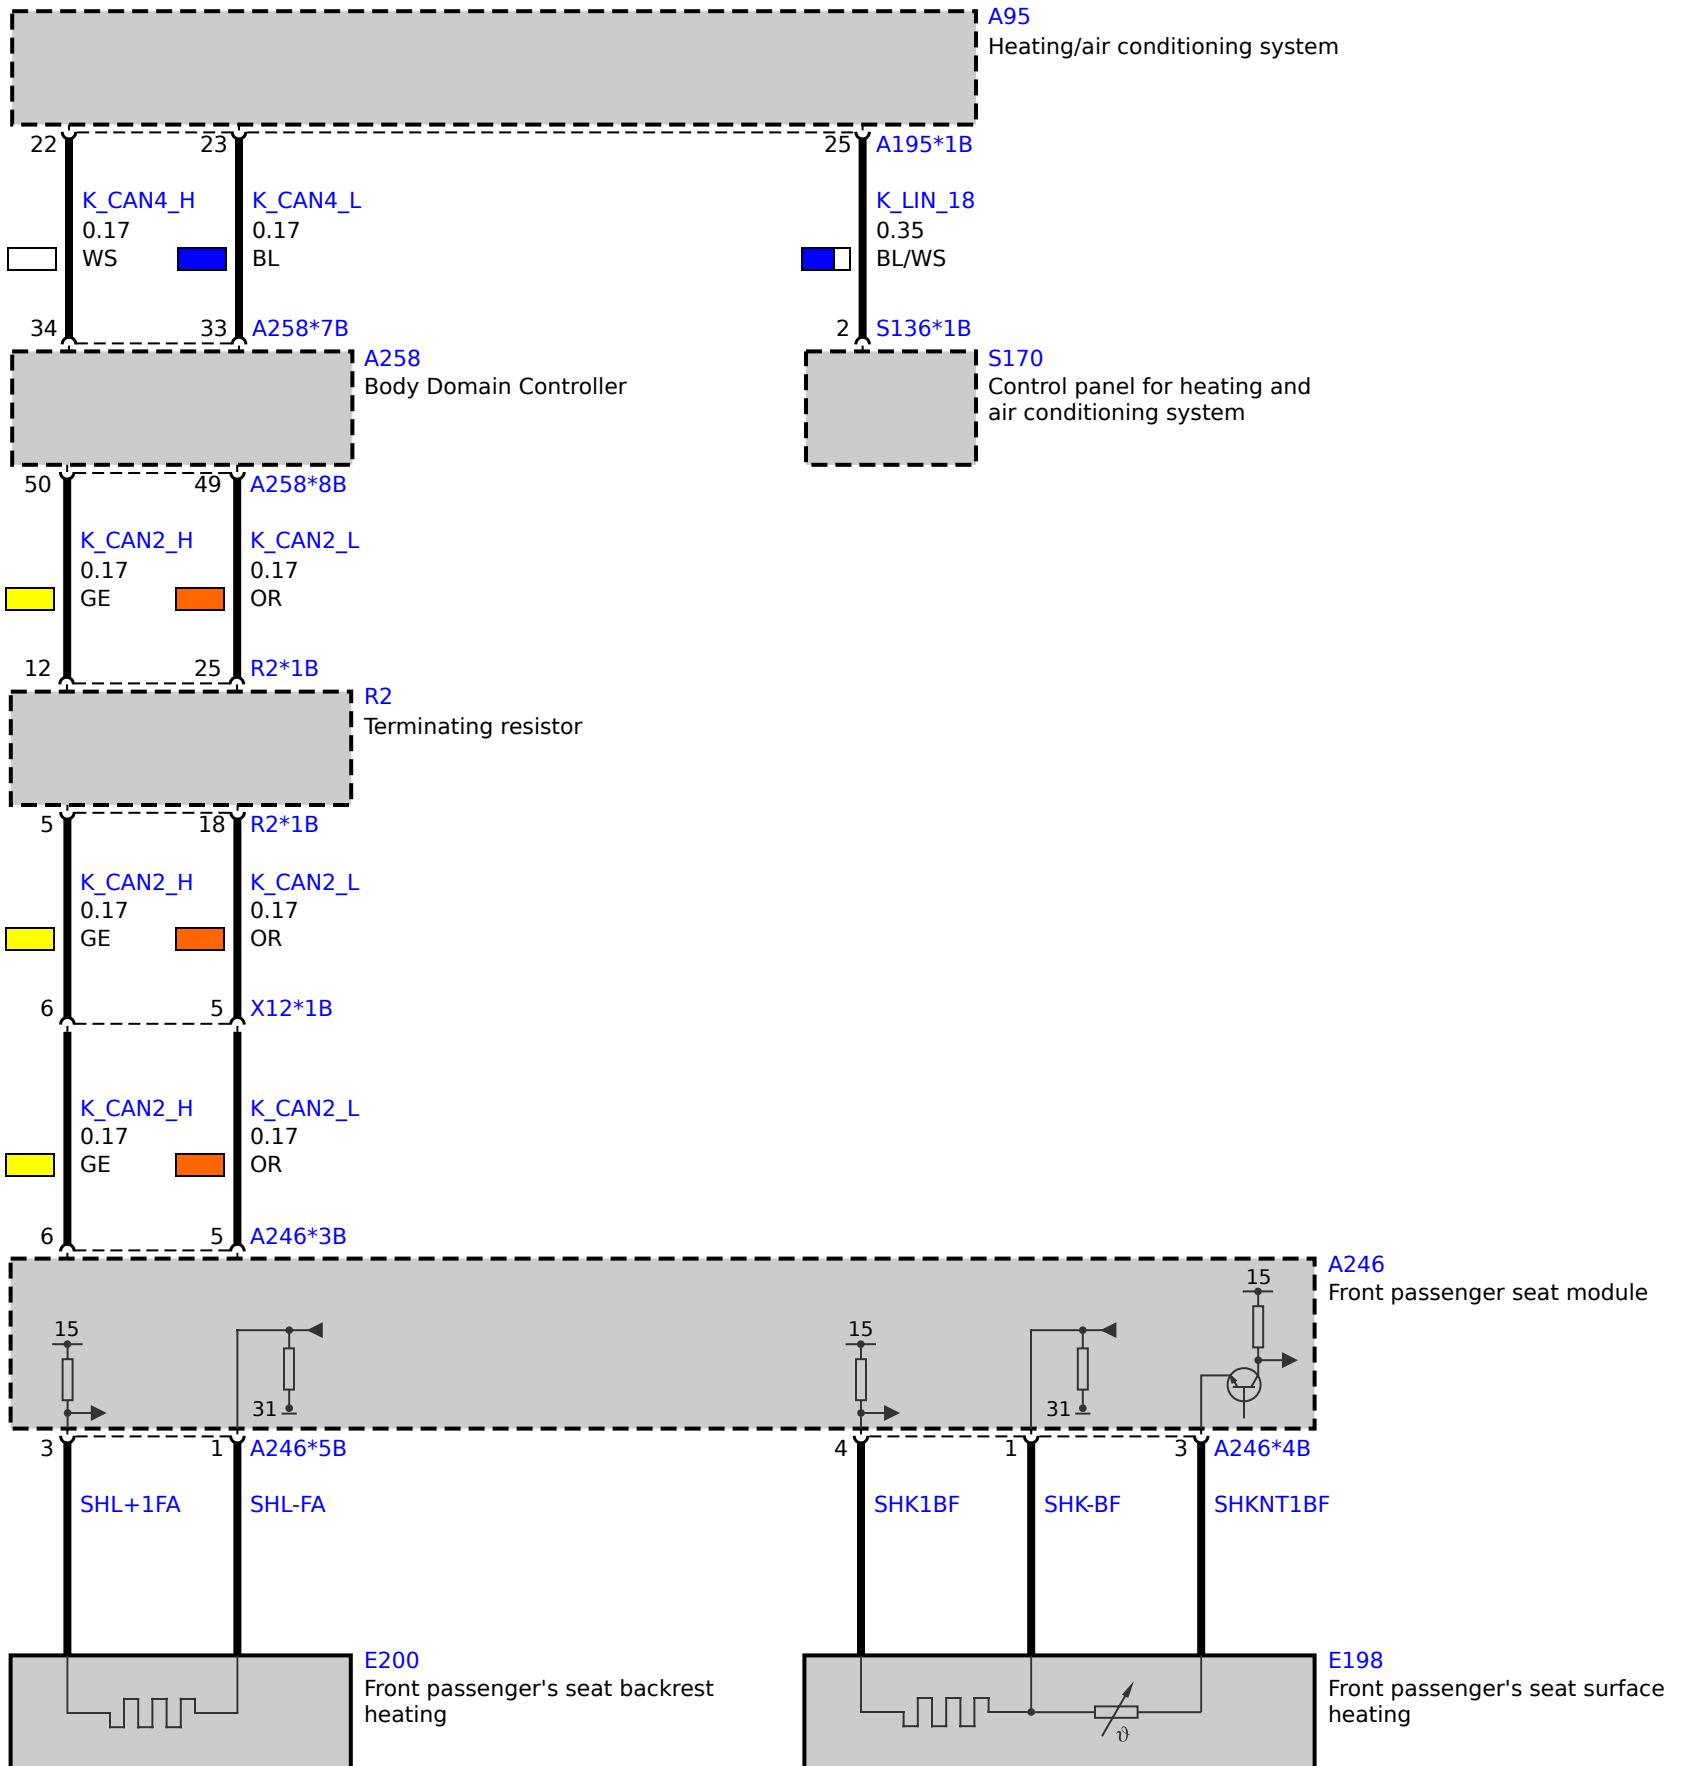 A95
Heating/air conditioning system
22 23 25 A195*1B
K_CAN4_H K_CAN4_L K_LIN_18
0.17 0.17 0.35
WS BL BL/WS
34 33 A258*7B 2 S136*1B
A258 S170
Body Domain Controller Control panel for heating and
air conditioning system
50 49 A258*8B
K_CAN2_H K_CAN2_L
0.17 0.17
GE OR
12 25 R2*1B
R2
Terminating resistor
5 18 R2*1B
K_CAN2_H K_CAN2_L
0.17 0.17
GE OR
6 5 X12*1B
K_CAN2_H K_CAN2_L
0.17 0.17
GE OR
6 5 A246*3B
A246
15 Front passenger seat module
15 15
31 31
3 1 A246*5B 4 1 3 A246*4B
SHL+1FA SHL-FA SHK1BF SHK-BF SHKNT1BF
E200 E198
Front passenger's seat backrest Front passenger's seat surface
heating heating
ϑ